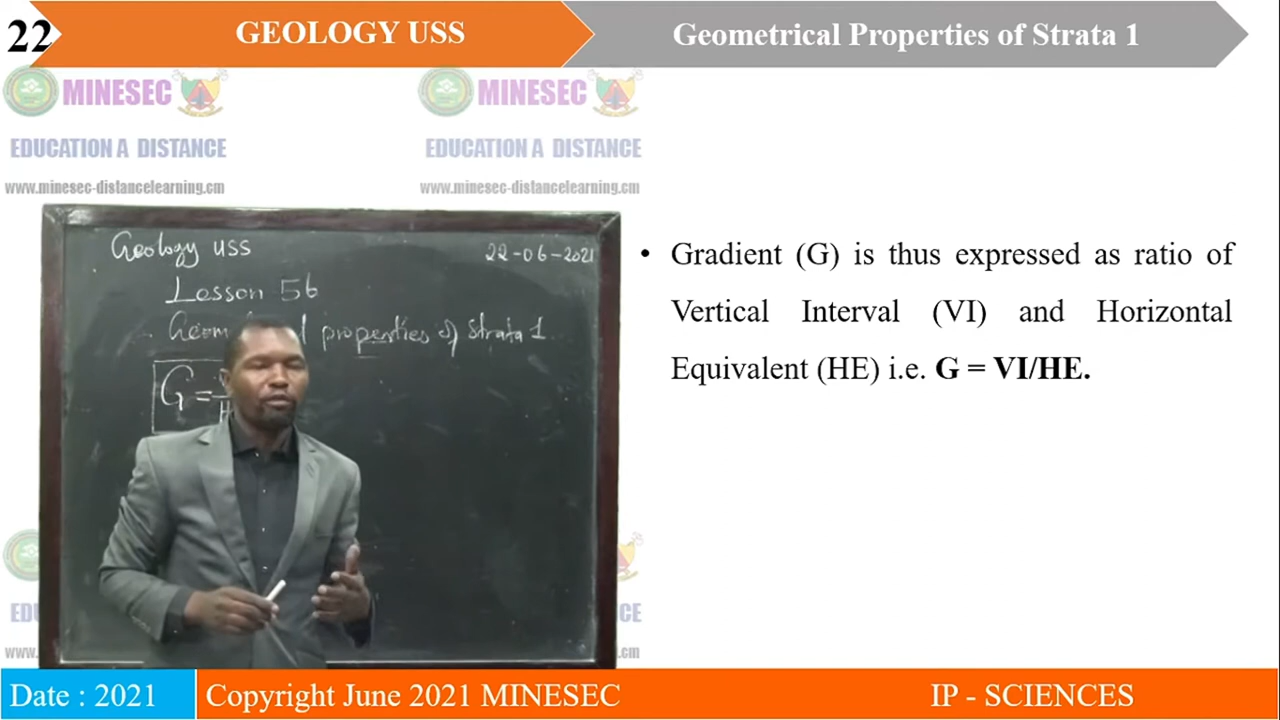 22
GEOLOGY USS
Geometrical Properties of Strata 1
MINESEC
MINESEC
EDUCATION A DISTANCE
EDUCATION A DISTANCE
www.minesec-distancelearning.cm
www.minesec-distancelearning.cm
Geology USS
22-06-2021
Lesson 56
properties of Strata 1
G =
• Gradient (G) is thus expressed as ratio of
Vertical Interval (VI) and Horizontal
Equivalent (HE) i.e. G = VI/HE.
Date : 2021
Copyright June 2021 MINESEC
IP - SCIENCES